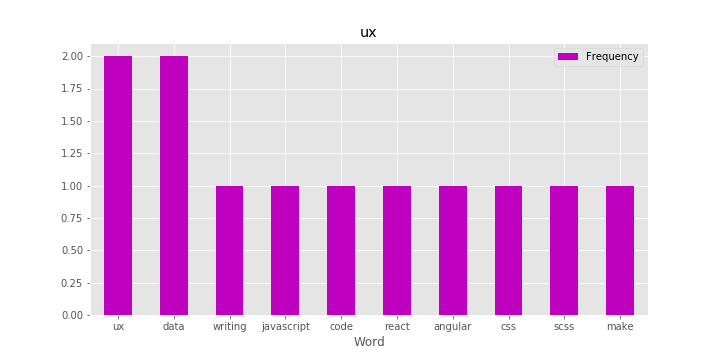 ux
Frequency
2.00
1.75
1.50
1.25
1.00
0.75
0.50
0.25
0.00
ux data writing javascript code react angular css scss make
Word